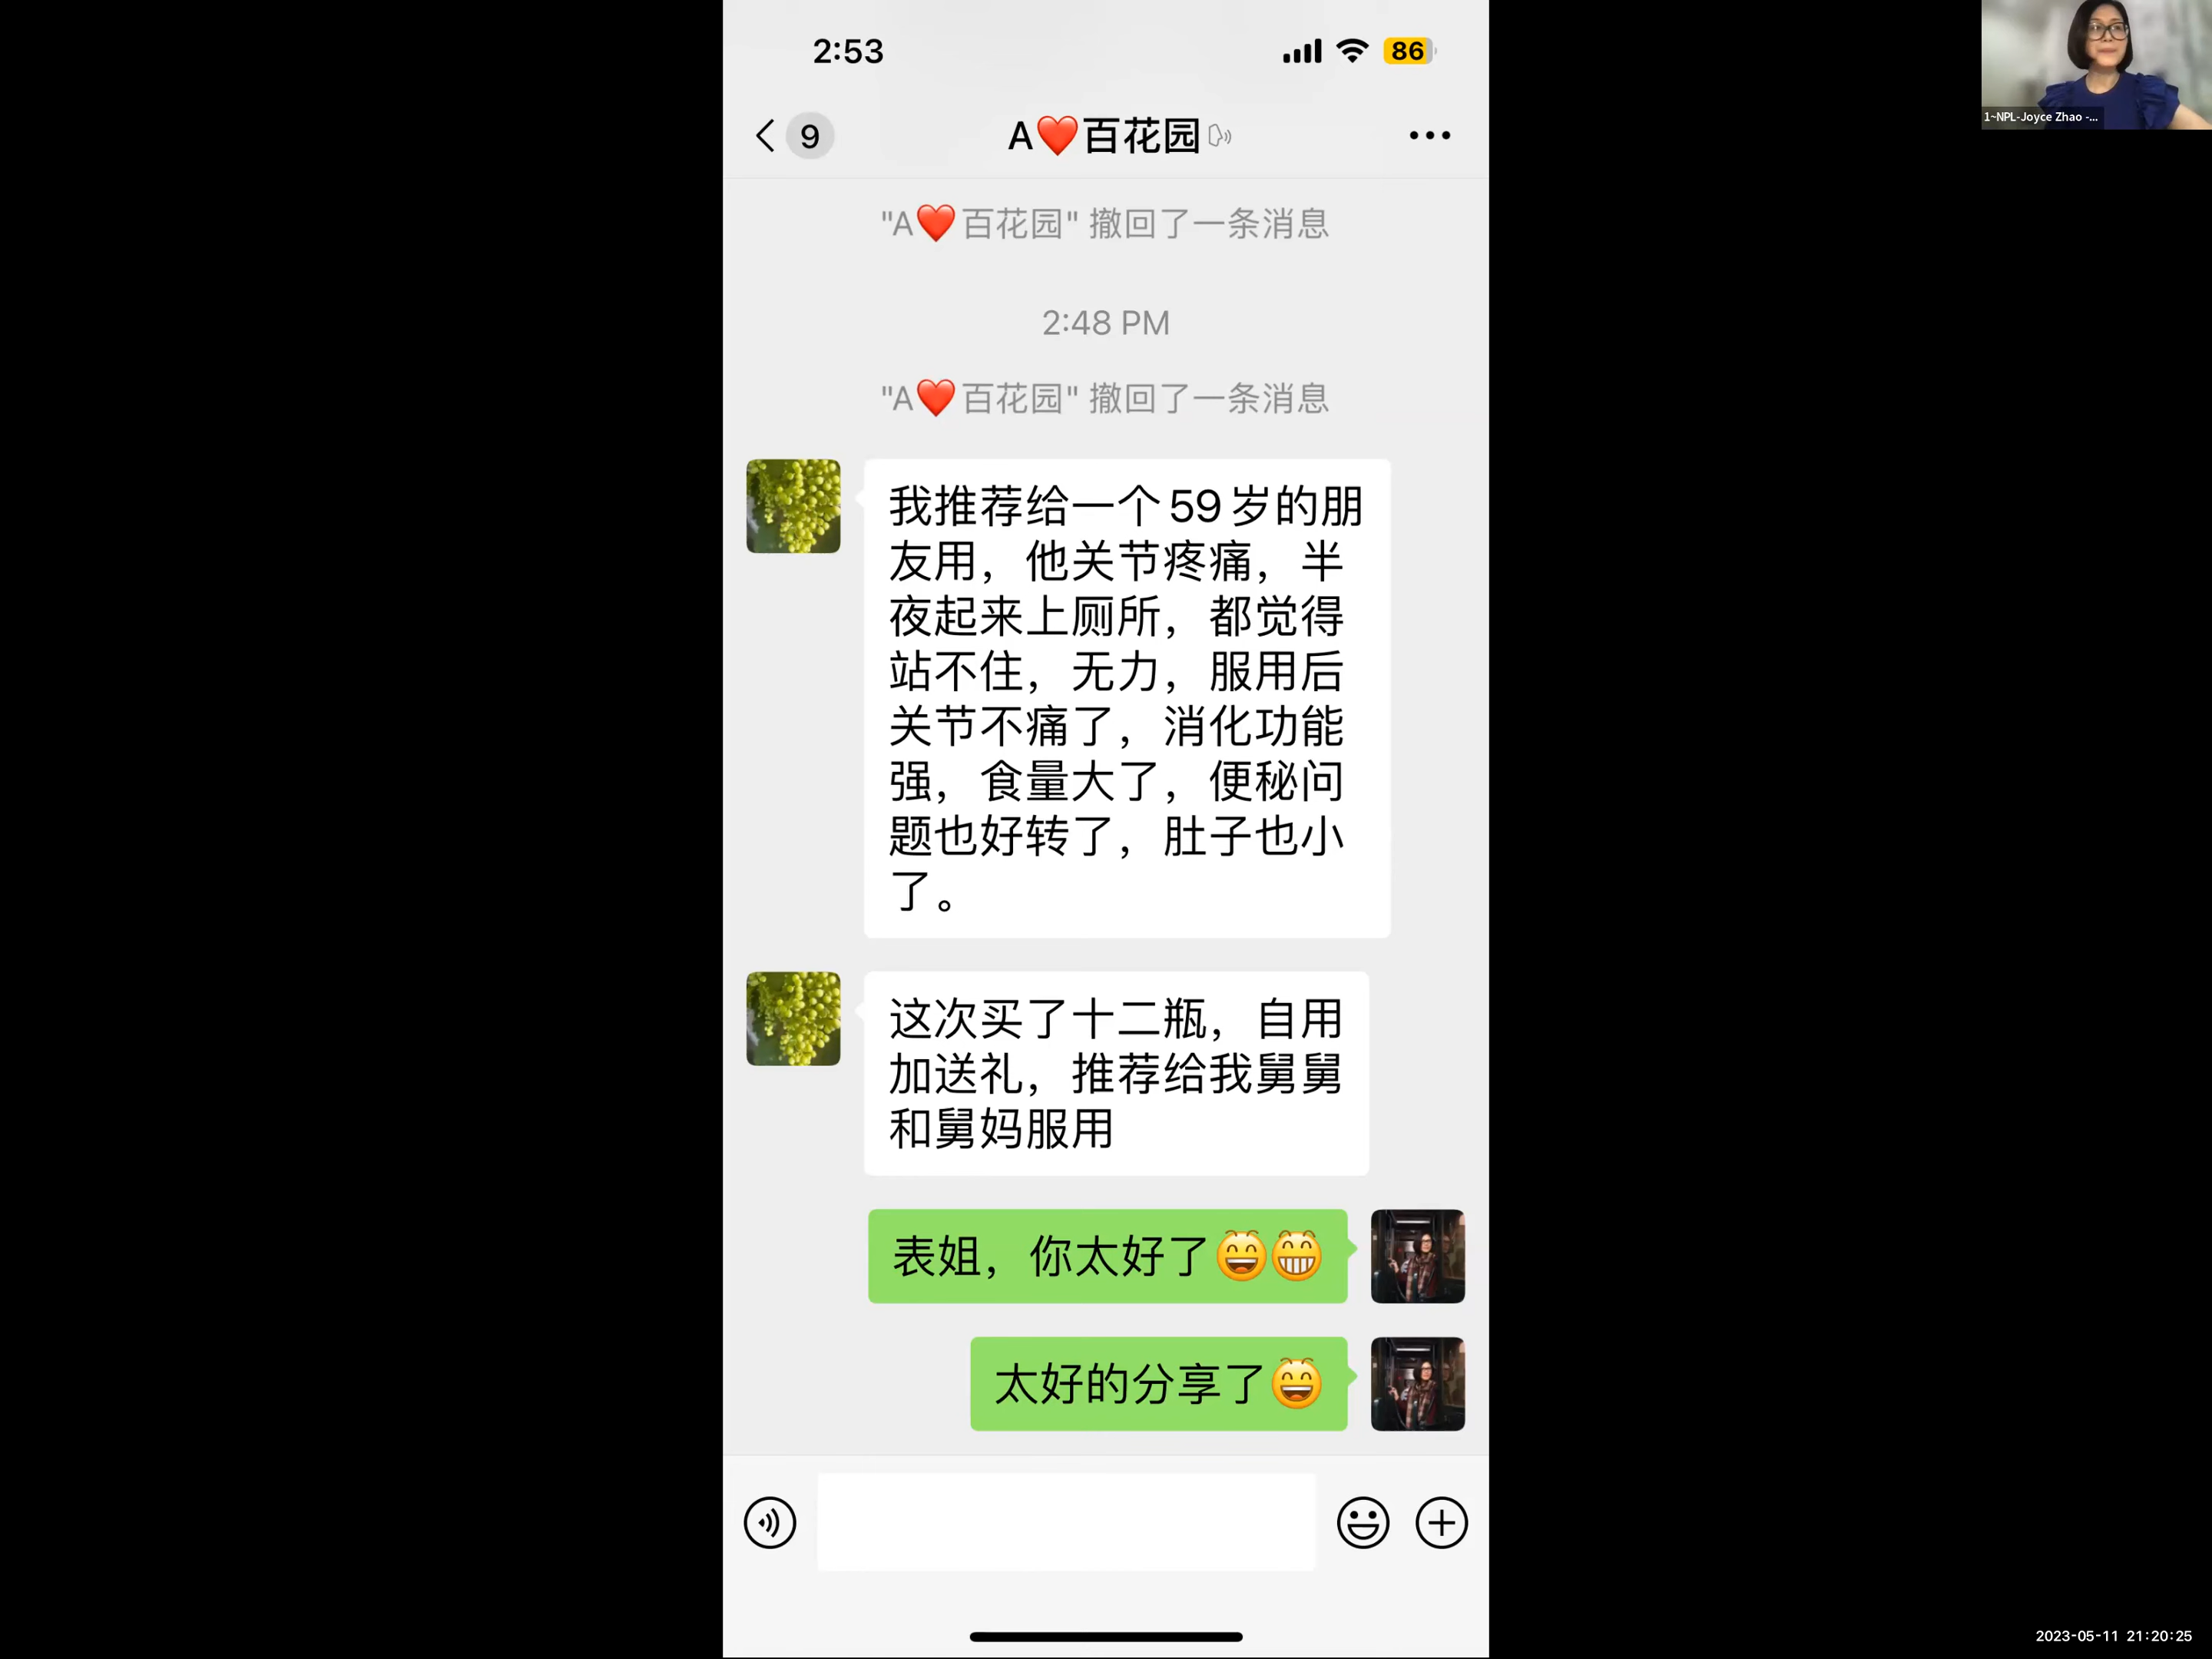 2:53
86
1~NPL-Joyce Zhao -...
9
A❤️百花园
"A❤️百花园" 撤回了一条消息
2:48 PM
"A❤️百花园" 撤回了一条消息
我推荐给一个59岁的朋
友用，他关节疼痛，半
夜起来上厕所，都觉得
站不住，无力，服用后
关节不痛了，消化功能
强，食量大了，便秘问
题也好转了，肚子也小
了。
这次买了十二瓶，自用
加送礼，推荐给我舅舅
和舅妈服用
表姐，你太好了😄😁
太好的分享了😄
2023-05-11 21:20:25